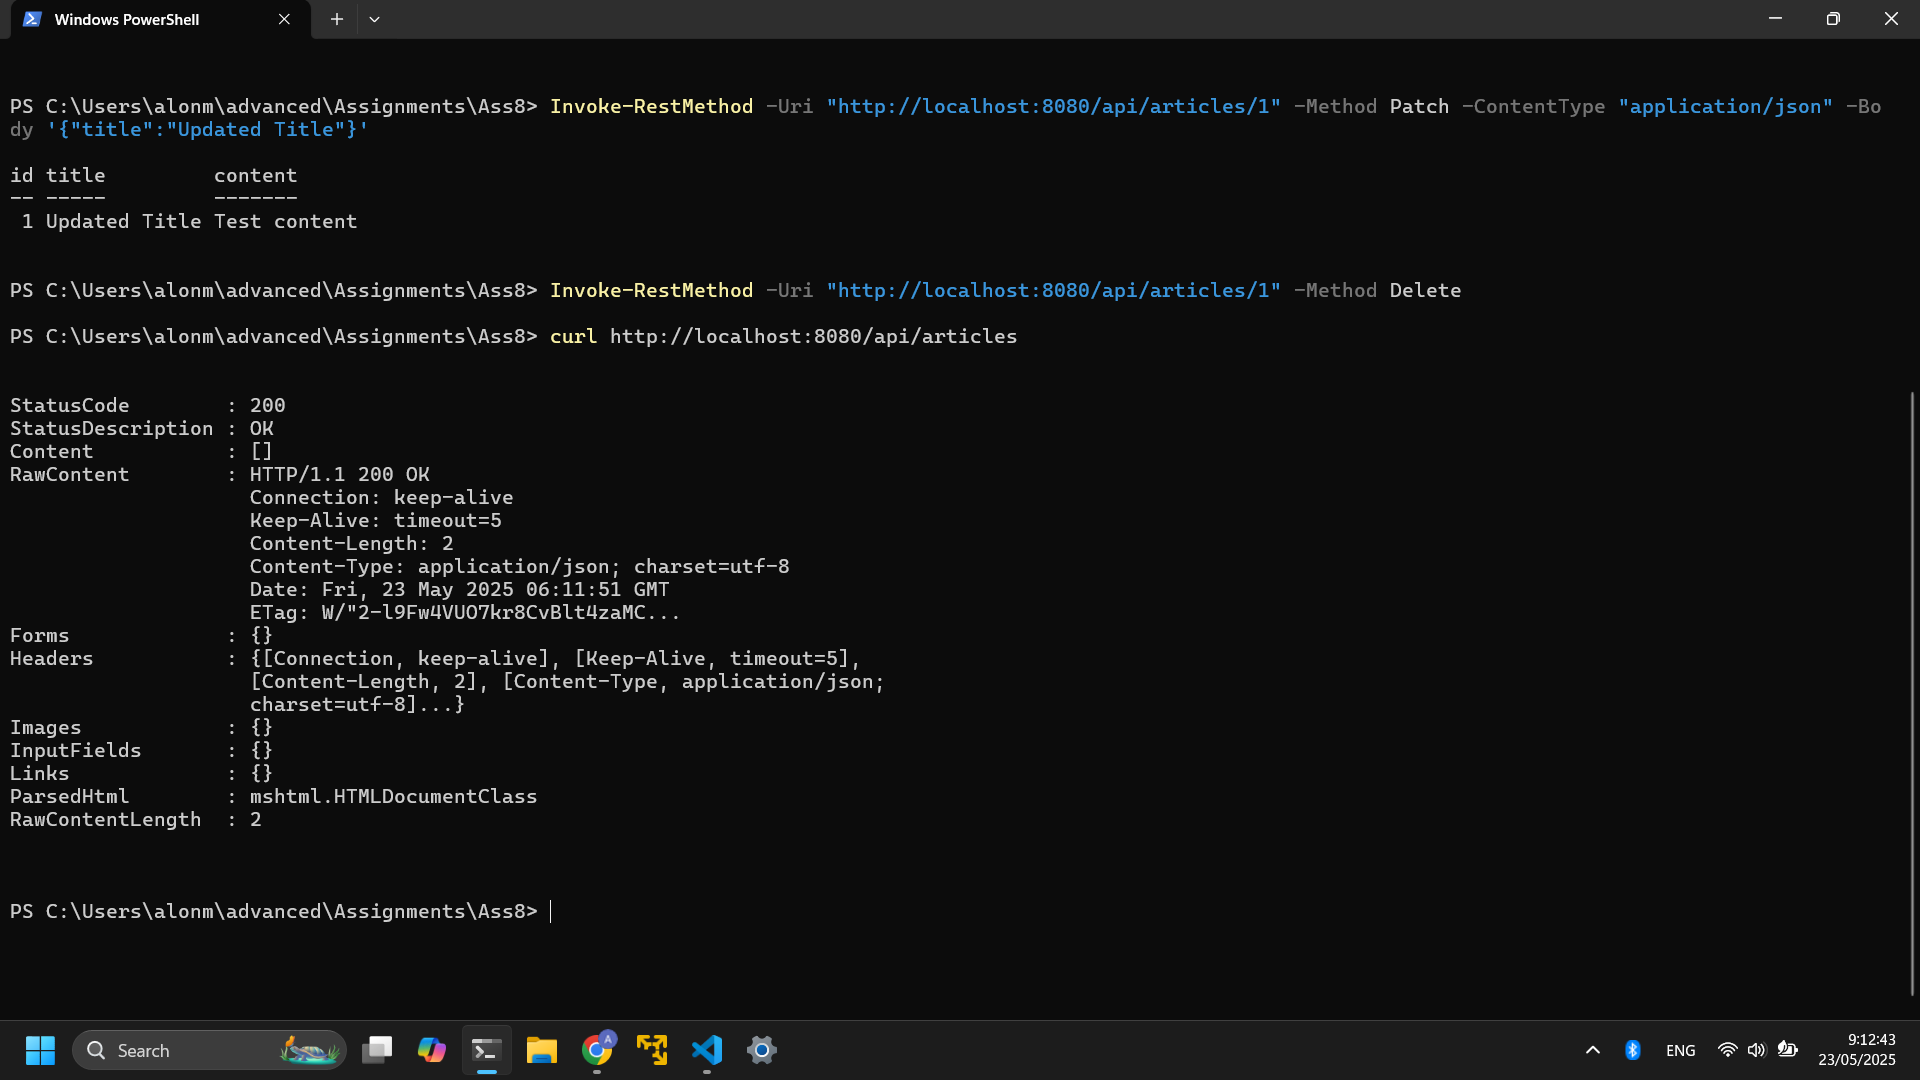 Windows PowerShell
PS C:\Users\alonm\advanced\Assignments\Ass8> Invoke-RestMethod -Uri "http://localhost:8080/api/articles/1" -Method Patch -ContentType "application/json" -Bo
dy '{"title":"Updated Title"}'
id title         content
-- -----         -------
 1 Updated Title Test content
PS C:\Users\alonm\advanced\Assignments\Ass8> Invoke-RestMethod -Uri "http://localhost:8080/api/articles/1" -Method Delete
PS C:\Users\alonm\advanced\Assignments\Ass8> curl http://localhost:8080/api/articles
StatusCode        : 200
StatusDescription : OK
Content           : []
RawContent        : HTTP/1.1 200 OK
                    Connection: keep-alive
                    Keep-Alive: timeout=5
                    Content-Length: 2
                    Content-Type: application/json; charset=utf-8
                    Date: Fri, 23 May 2025 06:11:51 GMT
                    ETag: W/"2-l9Fw4VUO7kr8CvBlt4zaMC...
Forms             : {}
Headers           : {[Connection, keep-alive], [Keep-Alive, timeout=5],
                    [Content-Length, 2], [Content-Type, application/json;
                    charset=utf-8]...}
Images            : {}
InputFields       : {}
Links             : {}
ParsedHtml        : mshtml.HTMLDocumentClass
RawContentLength  : 2
PS C:\Users\alonm\advanced\Assignments\Ass8>
Search
A
ENG
9:12:43
23/05/2025